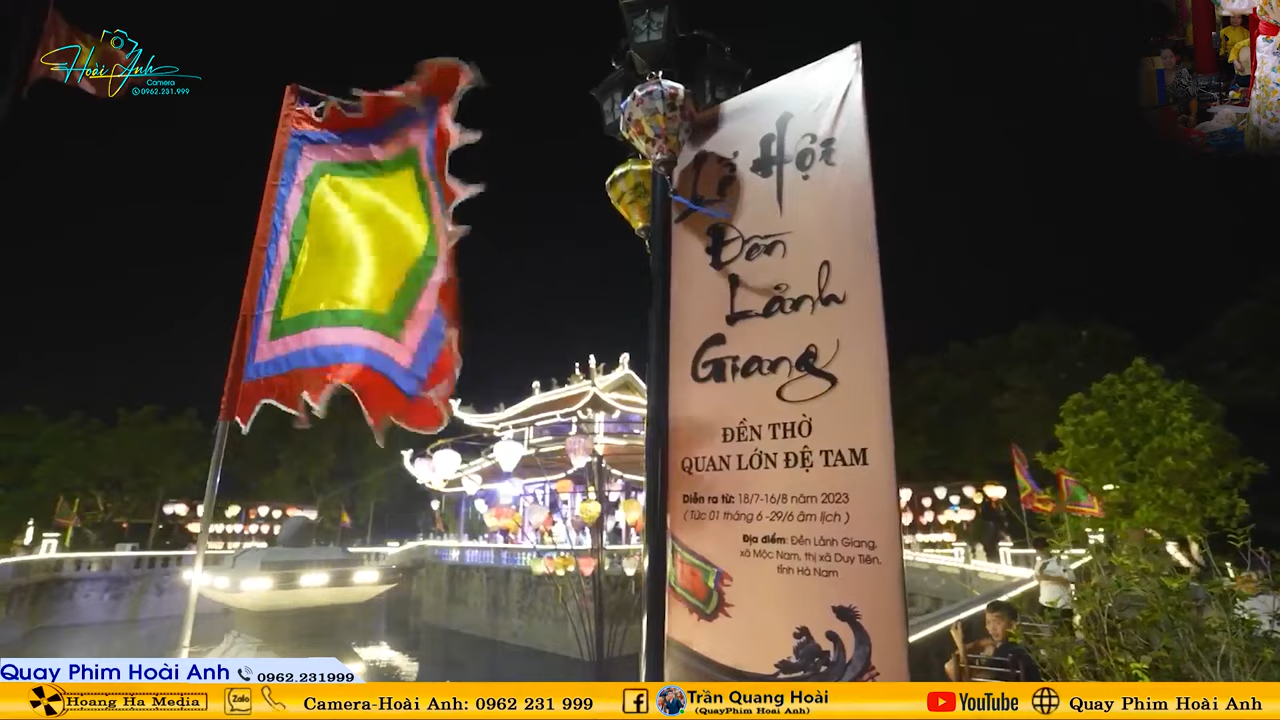 Hoài Anh
Camera
0962.231.999
Lễ Hội
Đền
Lảnh
Giang
ĐỀN THỜ
QUAN LỚN ĐỆ TAM
Diễn ra từ: 18/7-16/8 năm 2023
( Tức 01 tháng 6 -29/6 âm lịch )
Địa điểm: Đền Lảnh Giang,
xã Mộc Nam, thị xã Duy Tiên,
tỉnh Hà Nam
Quay Phim Hoài Anh 0962.231999
Hoang Ha Media Zalo Camera-Hoài Anh: 0962 231 999 Trần Quang Hoài YouTube Quay Phim Hoài Anh
(QuayPhim Hoai Anh)